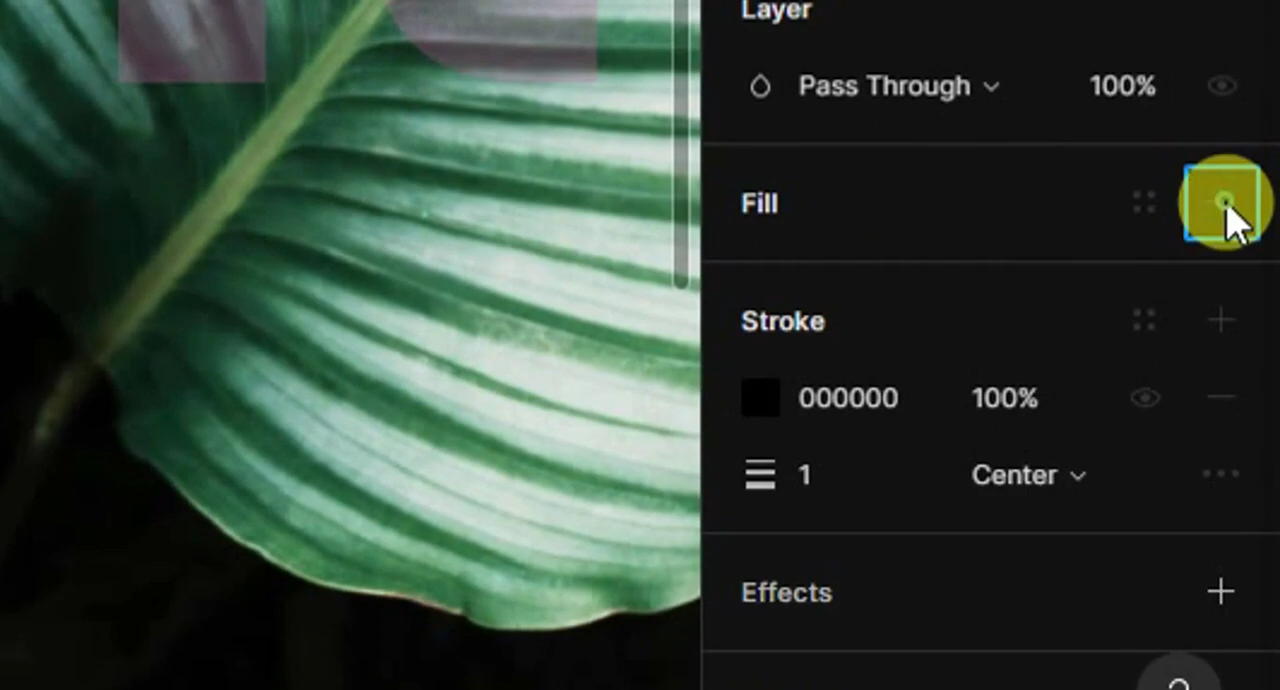 Layer
Pass Through 100%
Fill
Stroke
000000 100%
1 Center
Effects
?